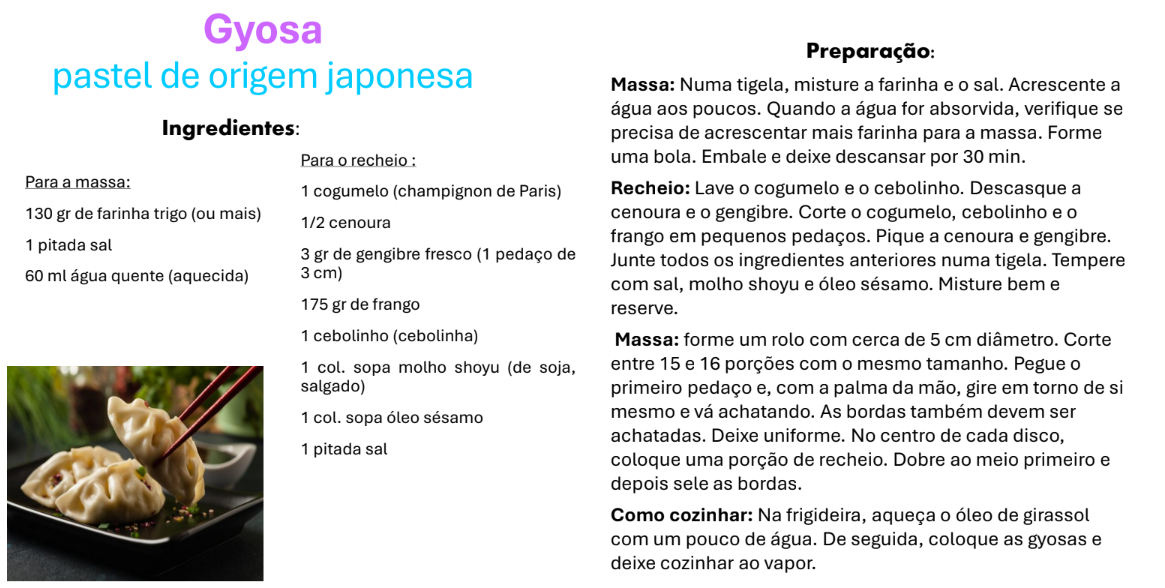 Gyosa
pastel de origem japonesa
Ingredientes:
Para a massa:
130 gr de farinha trigo (ou mais)
1 pitada sal
60 ml água quente (aquecida)
Para o recheio :
1 cogumelo (champignon de Paris)
1/2 cenoura
3 gr de gengibre fresco (1 pedaço de
3 cm)
175 gr de frango
1 cebolinho (cebolinha)
1 col. sopa molho shoyu (de soja,
salgado)
1 col. sopa óleo sésamo
1 pitada sal
Preparação:
Massa: Numa tigela, misture a farinha e o sal. Acrescente a
água aos poucos. Quando a água for absorvida, verifique se
precisa de acrescentar mais farinha para a massa. Forme
uma bola. Embale e deixe descansar por 30 min.
Recheio: Lave o cogumelo e o cebolinho. Descasque a
cenoura e o gengibre. Corte o cogumelo, cebolinho e o
frango em pequenos pedaços. Pique a cenoura e gengibre.
Junte todos os ingredientes anteriores numa tigela. Tempere
com sal, molho shoyu e óleo sésamo. Misture bem e
reserve.
Massa: forme um rolo com cerca de 5 cm diâmetro. Corte
entre 15 e 16 porções com o mesmo tamanho. Pegue o
primeiro pedaço e, com a palma da mão, gire em torno de si
mesmo e vá achatando. As bordas também devem ser
achatadas. Deixe uniforme. No centro de cada disco,
coloque uma porção de recheio. Dobre ao meio primeiro e
depois sele as bordas.
Como cozinhar: Na frigideira, aqueça o óleo de girassol
com um pouco de água. De seguida, coloque as gyosas e
deixe cozinhar ao vapor.